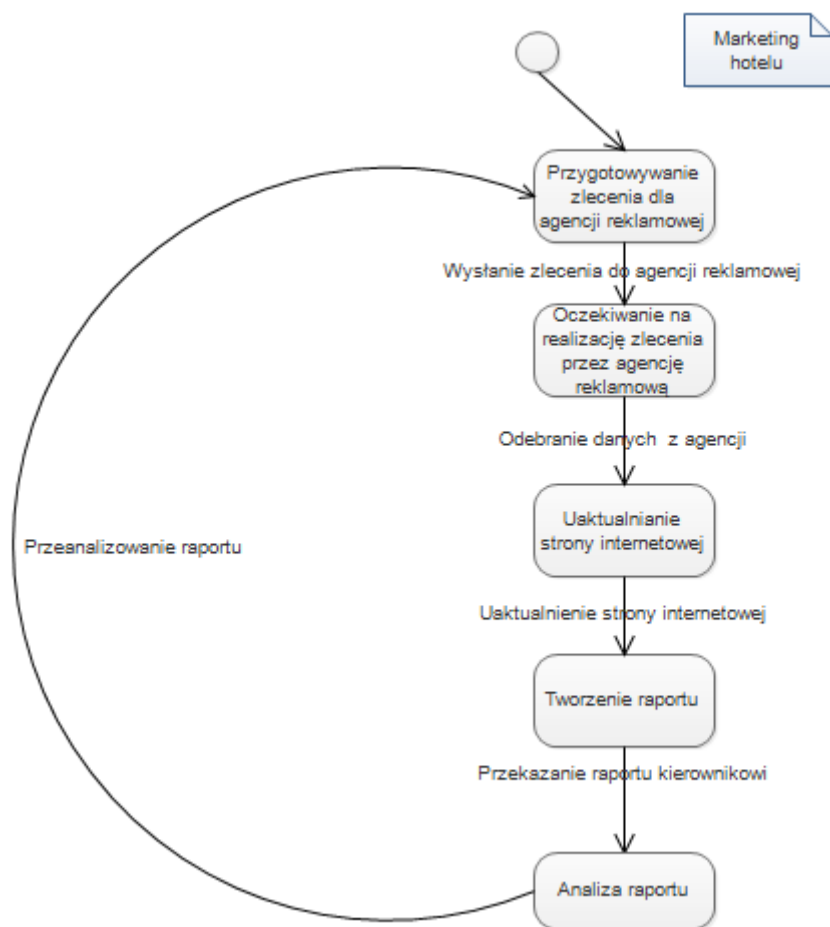 Marketing
hotelu
Przygotowywanie
zlecenia dla
agencji reklamowej
Wysłanie zlecenia do agencji reklamowej
Oczekiwanie na
realizację zlecenia
przez agencję
reklamową
Odebranie danych z agencji
Uaktualnianie
strony internetowej
Przeanalizowanie raportu
Uaktualnienie strony internetowej
Tworzenie raportu
Przekazanie raportu kierownikowi
Analiza raportu